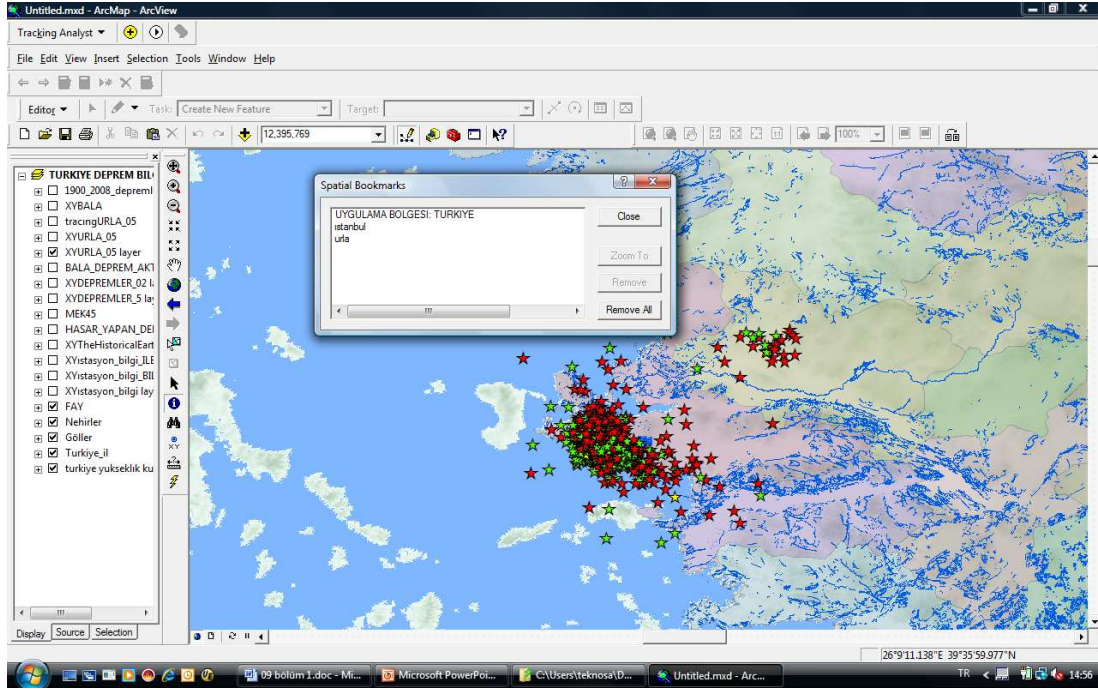 Untitled.mxd - ArcMap - ArcView
Tracking Analyst
File Edit View Insert Selection Tools Window Help
Editor Task: Create New Feature Target:
12,395,769 100%
TURKIYE DEPREM BIL
1900_2008_depreml
XYBALA
tracingURLA_05
XYURLA_05
XYURLA_05 layer
BALA_DEPREM_AKT
XYDEPREMLER_02 l
XYDEPREMLER_5 la
MEK45
HASAR_YAPAN_DE
XYTheHistoricalEart
XYistasyon_bilgi_ILE
XYistasyon_bilgi_BII
XYistasyon_bilgi lay
FAY
Nehirler
Göller
Turkiye_il
turkiye yukseklık ku
Display Source Selection
Spatial Bookmarks
UYGULAMA BOLGESI: TURKIYE
ıstanbul
urla
Close
Zoom To
Remove
Remove All
26°9'11.138"E 39°35'59.977"N
09 bölüm 1.doc - Mi...
Microsoft PowerPoi...
C:\Users\teknosa\D...
Untitled.mxd - Arc...
TR
14:56